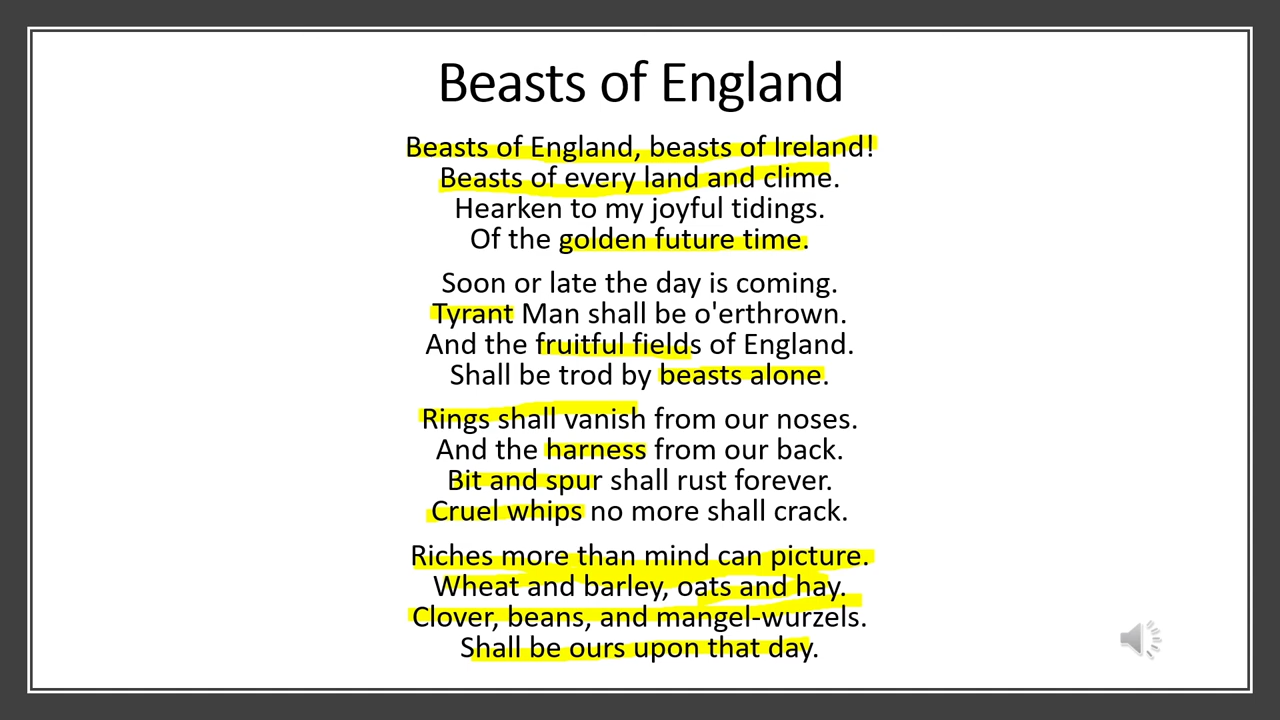 Beasts of England
Beasts of England, beasts of Ireland!
Beasts of every land and clime.
Hearken to my joyful tidings.
Of the golden future time.
Soon or late the day is coming.
Tyrant Man shall be o'erthrown.
And the fruitful fields of England.
Shall be trod by beasts alone.
Rings shall vanish from our noses.
And the harness from our back.
Bit and spur shall rust forever.
Cruel whips no more shall crack.
Riches more than mind can picture.
Wheat and barley, oats and hay.
Clover, beans, and mangel-wurzels.
Shall be ours upon that day.